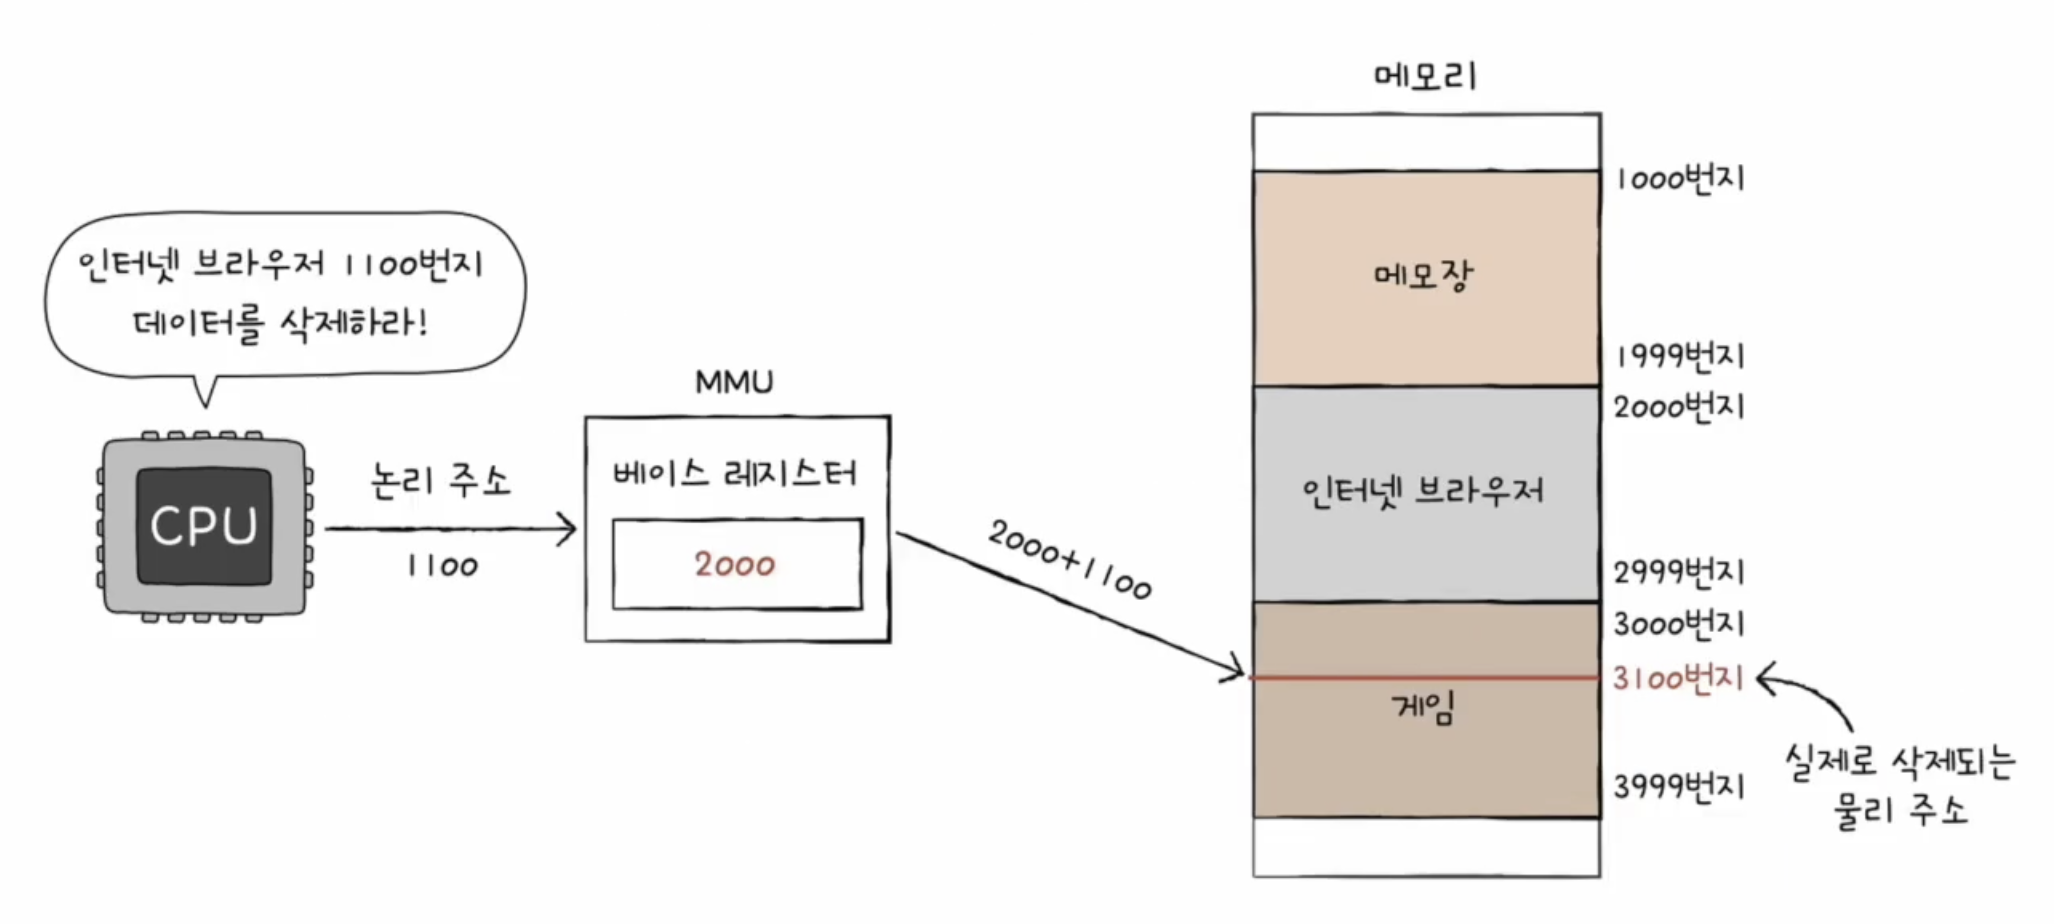 메모리
1000번지
인터넷 브라우저 1100번지
데이터를 삭제하라!
메모장
1999번지
MMU
2000번지
베이스 레지스터
논리 주소
CPU
1100
2000
2000+1100
인터넷 브라우저
2999번지
3000번지
3100번지
게임
3999번지
실제로 삭제되는
물리 주소